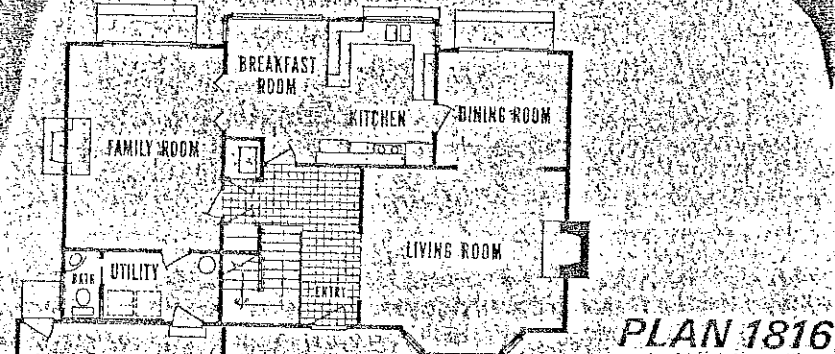 BREAKFAST
ROOM
KITCHEN
DINING ROOM
FAMILY ROOM
LIVING ROOM
BATH
UTILITY
ENTRY
PLAN 1816